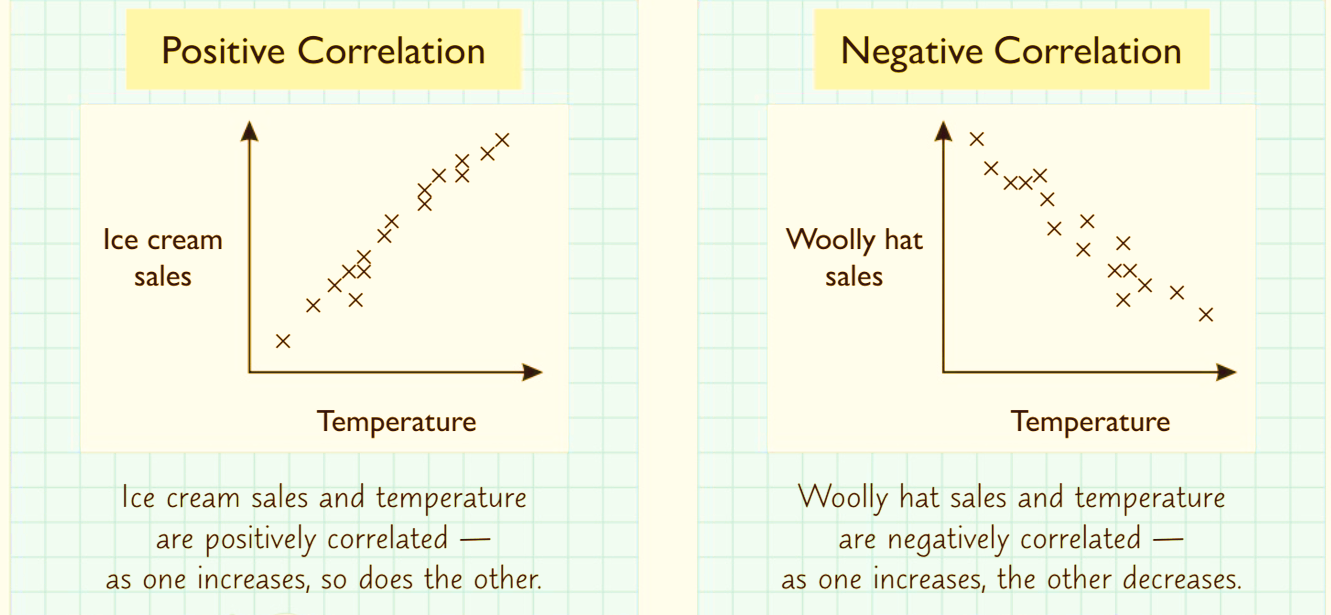 Positive Correlation
Ice cream
sales
Temperature
Ice cream sales and temperature
are positively correlated —
as one increases, so does the other.
Negative Correlation
Woolly hat
sales
Temperature
Woolly hat sales and temperature
are negatively correlated —
as one increases, the other decreases.